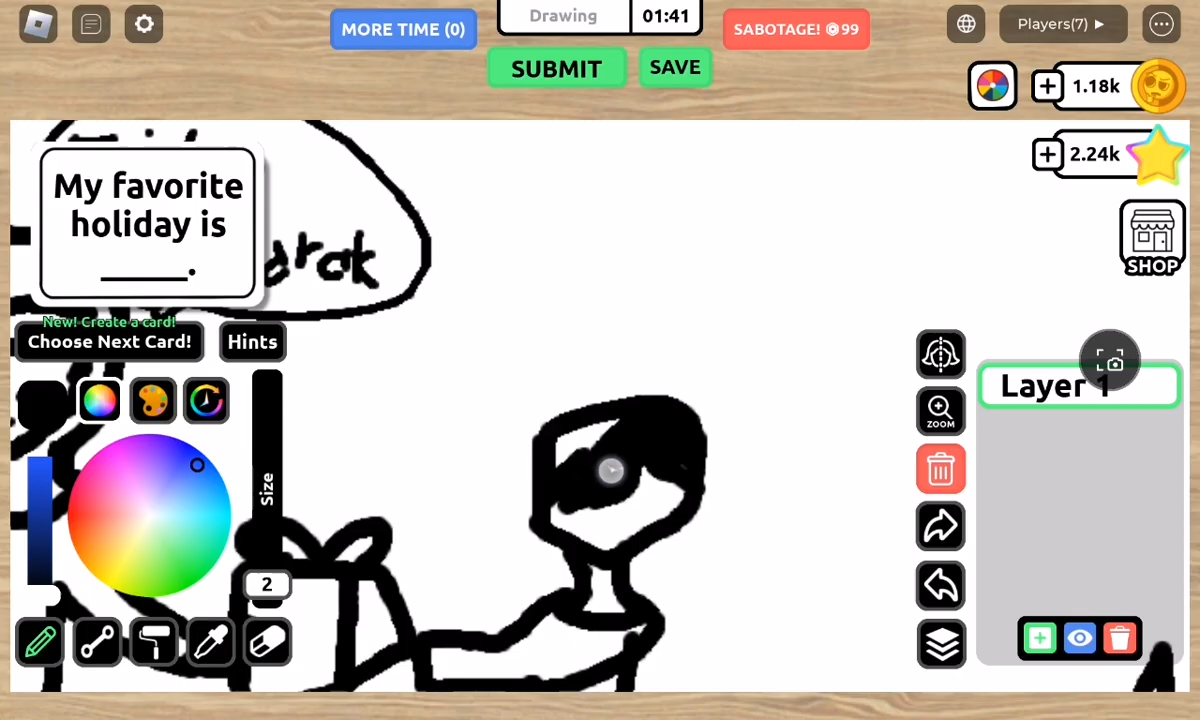 Drawing
01:41
MORE TIME (0)
SABOTAGE! 99
Players(7)
SUBMIT
SAVE
1.18k
2.24k
My favorite
holiday is
_____.
SHOP
New! Create a card!
Choose Next Card!
Hints
Layer 1
ZOOM
Size
2